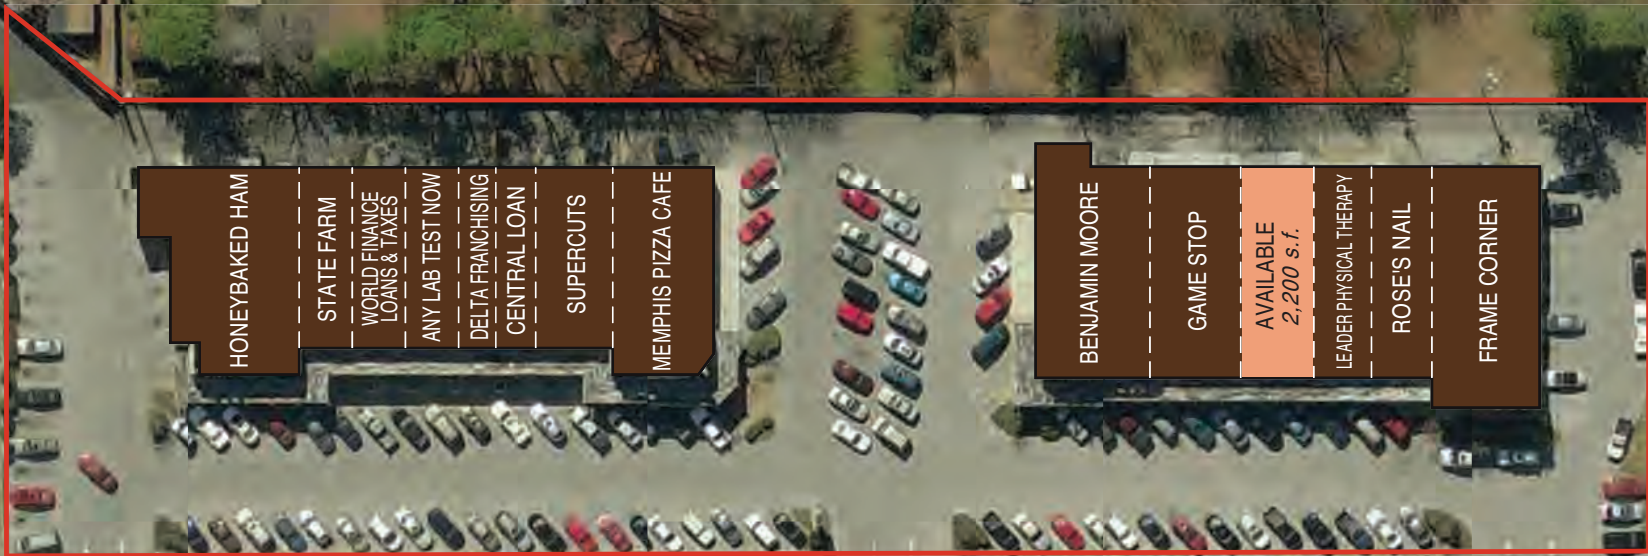 HONEYBAKED HAM
STATE FARM
WORLD FINANCE
LOANS & TAXES
ANY LAB TEST NOW
DELTA FRANCHISING
CENTRAL LOAN
SUPERCUTS
MEMPHIS PIZZA CAFE
BENJAMIN MOORE
GAME STOP
AVAILABLE
2,200 s.f.
LEADER PHYSICAL THERAPY
ROSE'S NAIL
FRAME CORNER